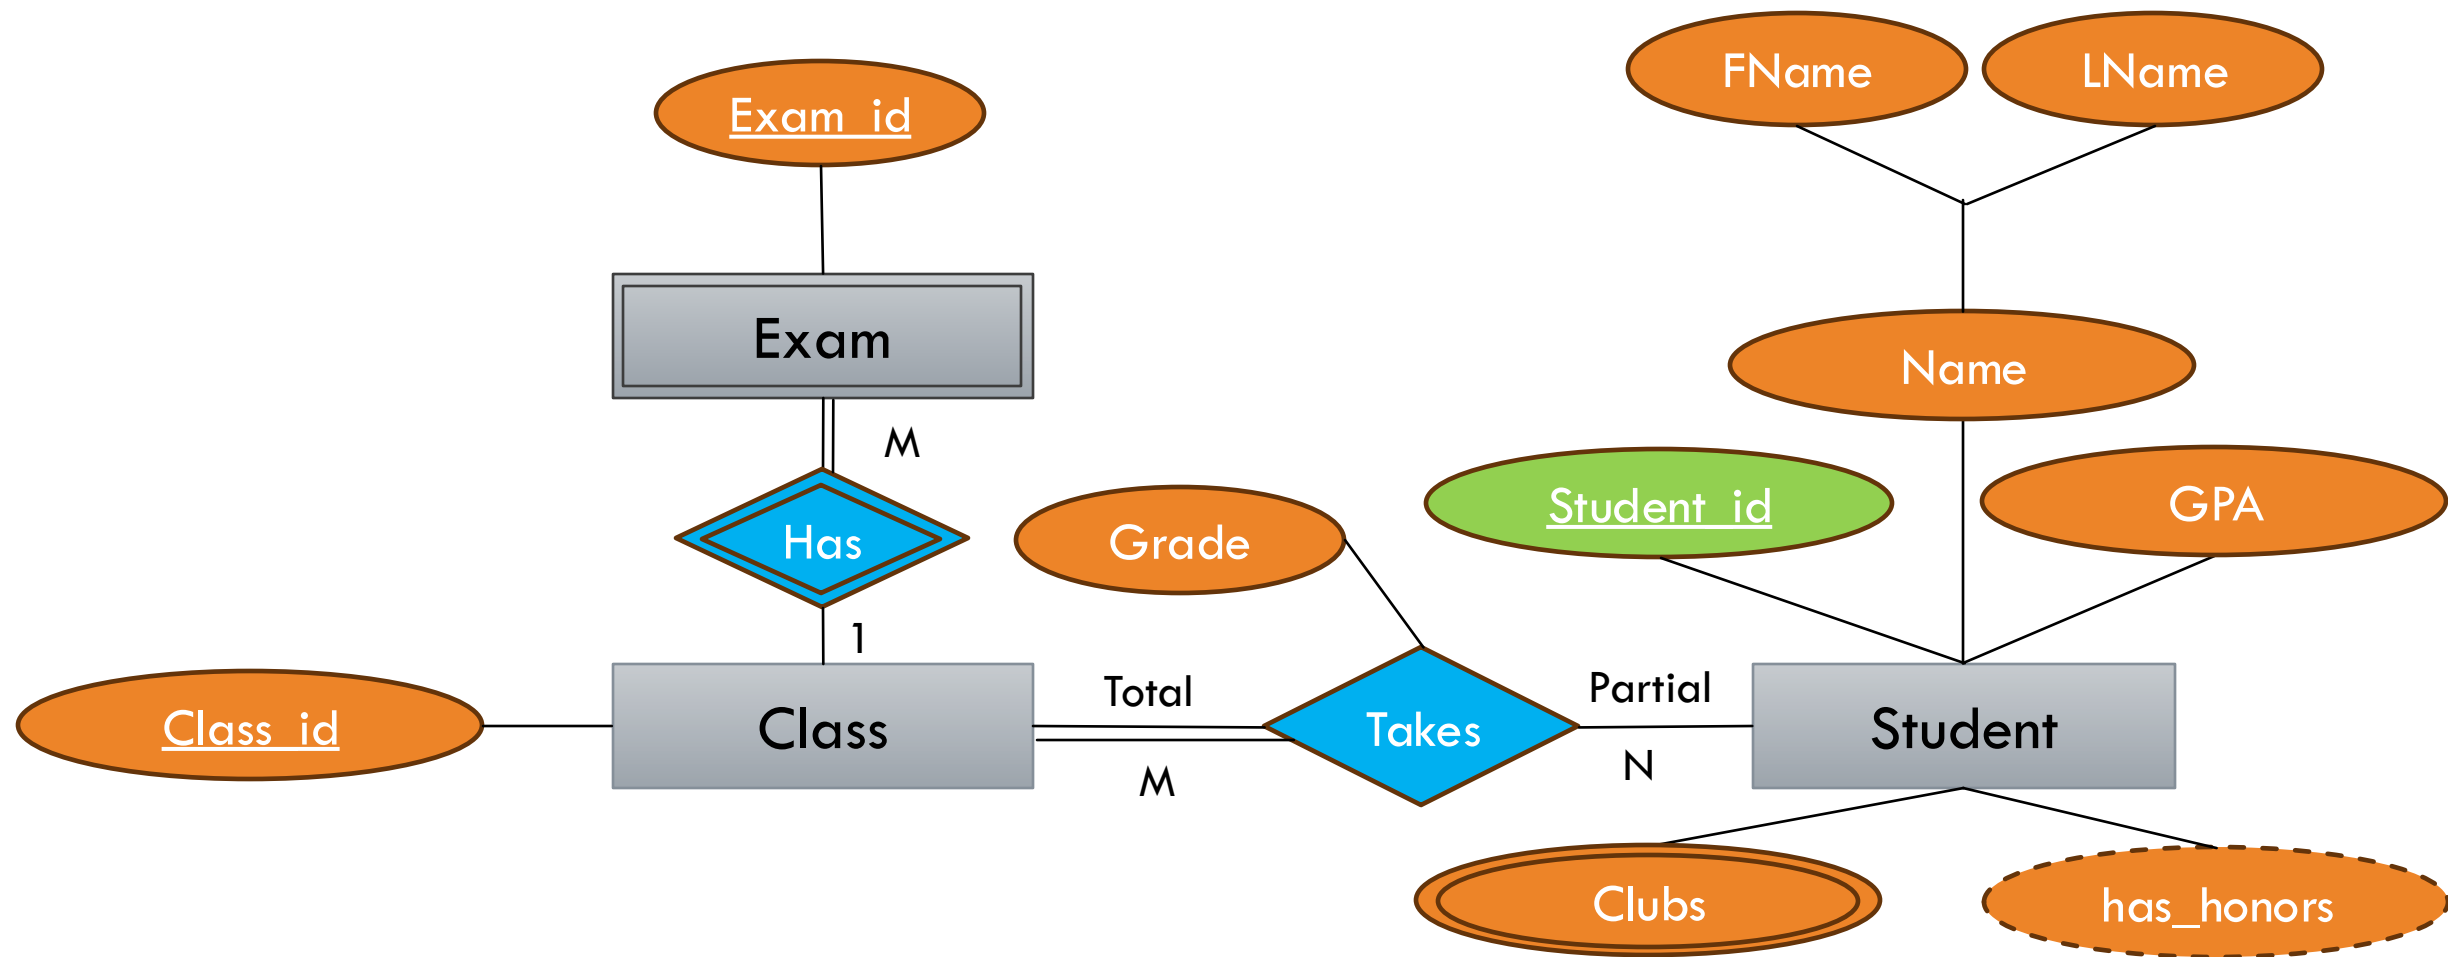 FName
LName
Exam_id
Exam
Name
M
Student_id
GPA
Has
Grade
1
Total
Partial
Class_id
Class
Takes
Student
M
N
Clubs
has_honors